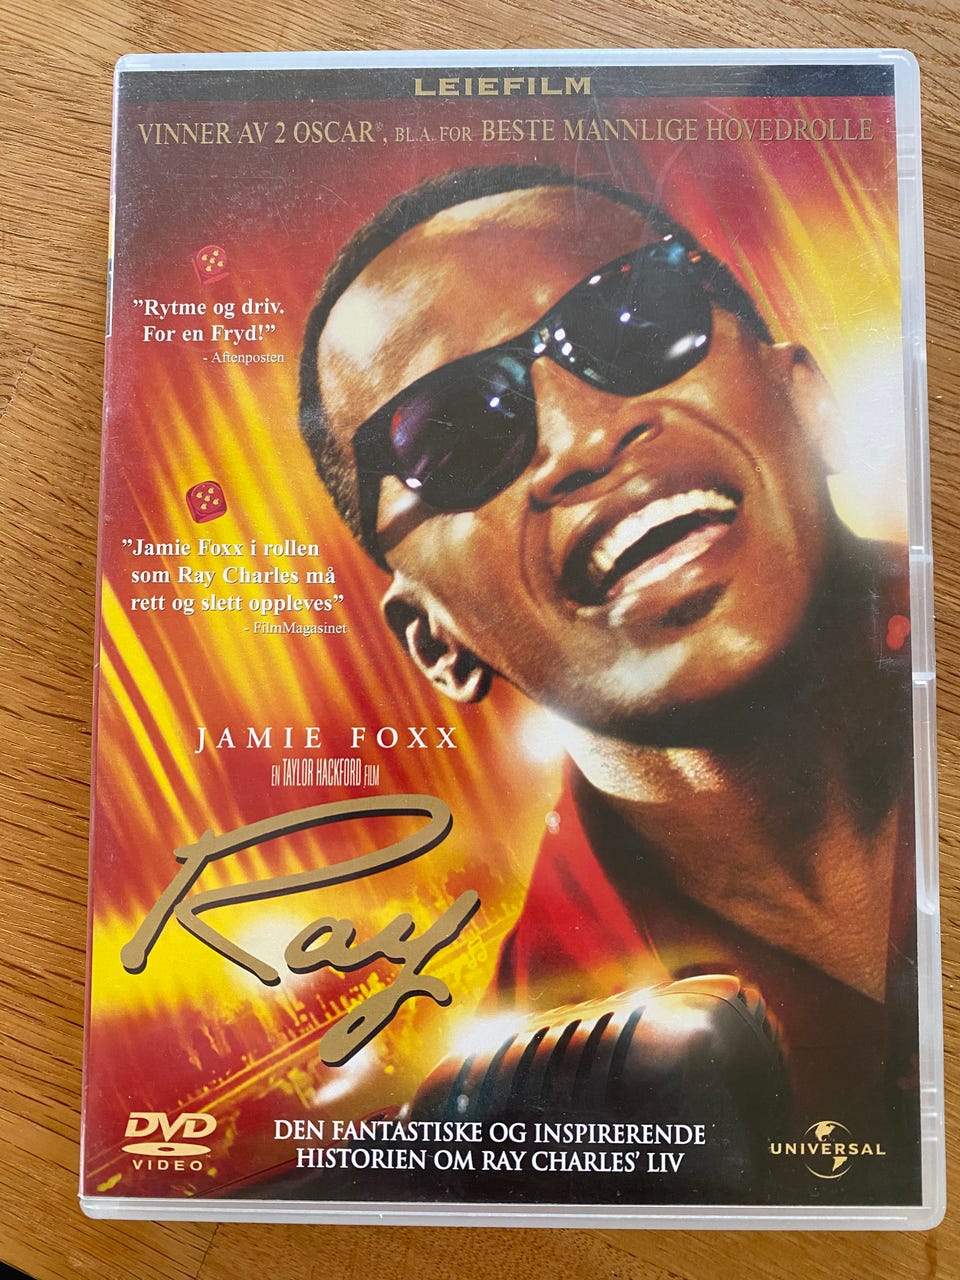 LEIEFILM
VINNER AV 2 OSCAR®, BL.A. FOR BESTE MANNLIGE HOVEDROLLE
”Rytme og driv.
For en Fryd!”
- Aftenposten
”Jamie Foxx i rollen
som Ray Charles må
rett og slett oppleves”
- FilmMagasinet
JAMIE FOXX
EN TAYLOR HACKFORD FILM
Ray
DVD
VIDEO
DEN FANTASTISKE OG INSPIRERENDE
HISTORIEN OM RAY CHARLES’ LIV
UNIVERSAL